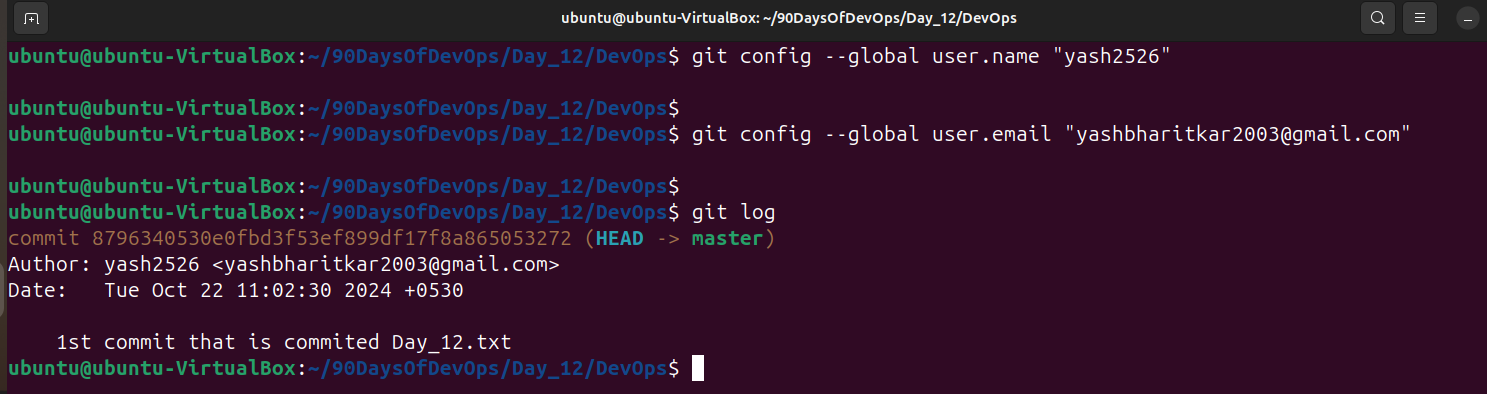 ubuntu@ubuntu-VirtualBox: ~/90DaysOfDevOps/Day_12/DevOps
ubuntu@ubuntu-VirtualBox:~/90DaysOfDevOps/Day_12/DevOps$ git config --global user.name "yash2526"
ubuntu@ubuntu-VirtualBox:~/90DaysOfDevOps/Day_12/DevOps$
ubuntu@ubuntu-VirtualBox:~/90DaysOfDevOps/Day_12/DevOps$ git config --global user.email "yashbharitkar2003@gmail.com"
ubuntu@ubuntu-VirtualBox:~/90DaysOfDevOps/Day_12/DevOps$
ubuntu@ubuntu-VirtualBox:~/90DaysOfDevOps/Day_12/DevOps$ git log
commit 8796340530e0fbd3f53ef899df17f8a865053272 (HEAD -> master)
Author: yash2526 <yashbharitkar2003@gmail.com>
Date:   Tue Oct 22 11:02:30 2024 +0530
    1st commit that is commited Day_12.txt
ubuntu@ubuntu-VirtualBox:~/90DaysOfDevOps/Day_12/DevOps$